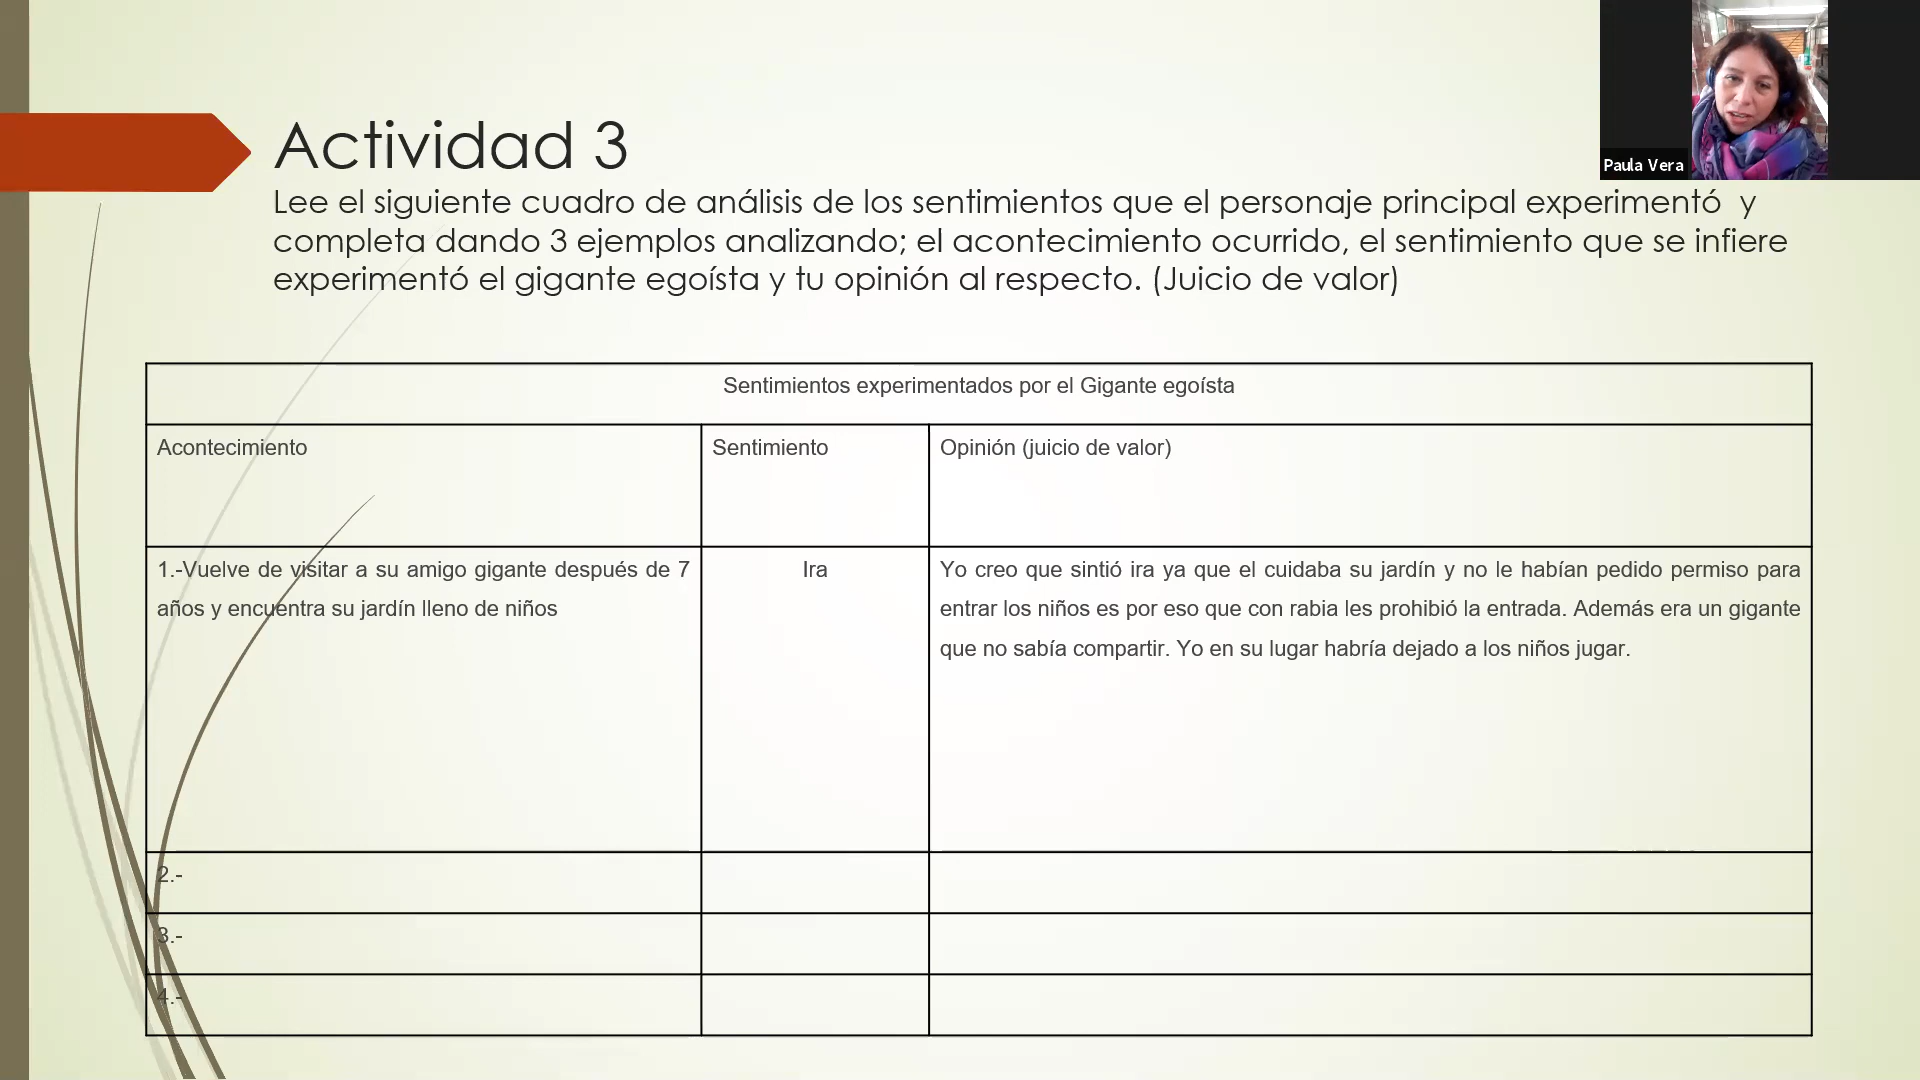 Paula Vera
Actividad 3
Lee el siguiente cuadro de análisis de los sentimientos que el personaje principal experimentó  y
completa dando 3 ejemplos analizando; el acontecimiento ocurrido, el sentimiento que se infiere
experimentó el gigante egoísta y tu opinión al respecto. (Juicio de valor)
Sentimientos experimentados por el Gigante egoísta
Acontecimiento
Sentimiento
Opinión (juicio de valor)
1.-Vuelve de visitar a su amigo gigante después de 7
años y encuentra su jardín lleno de niños
Ira
Yo creo que sintió ira ya que el cuidaba su jardín y no le habían pedido permiso para
entrar los niños es por eso que con rabia les prohibió la entrada. Además era un gigante
que no sabía compartir. Yo en su lugar habría dejado a los niños jugar.
2.-
3.-
4.-